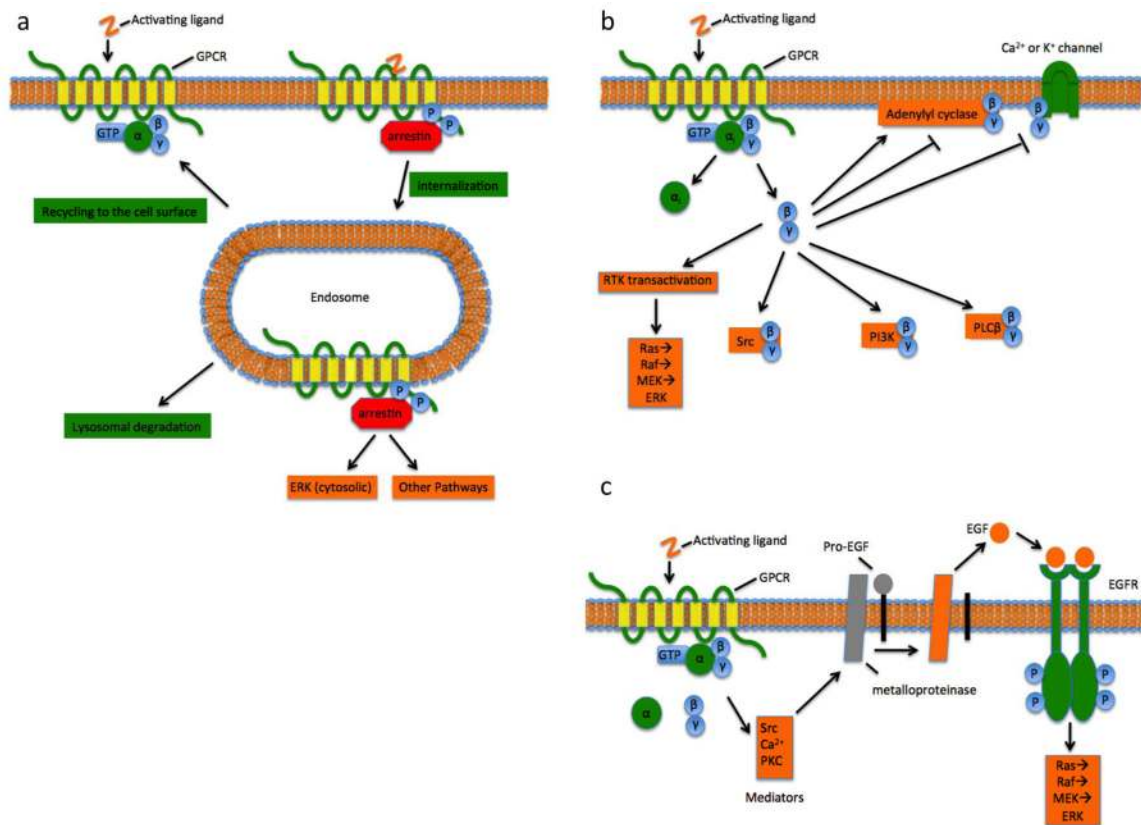 a
Activating ligand
GPCR
GTP
α
β
γ
P
P
arrestin
Recycling to the cell surface
internalization
Endosome
P
P
arrestin
Lysosomal degradation
ERK (cytosolic)
Other Pathways
b
Activating ligand
GPCR
Ca²⁺ or K⁺ channel
GTP
αᵢ
β
γ
Adenylyl cyclase
β
γ
β
γ
αᵢ
β
γ
RTK transactivation
Src
β
γ
PI3K
β
γ
PLCβ
β
γ
Ras→
Raf→
MEK→
ERK
c
Activating ligand
GPCR
Pro-EGF
EGF
EGFR
GTP
α
β
γ
metalloproteinase
α
β
γ
P
P
P
P
Src
Ca²⁺
PKC
Mediators
Ras→
Raf→
MEK→
ERK